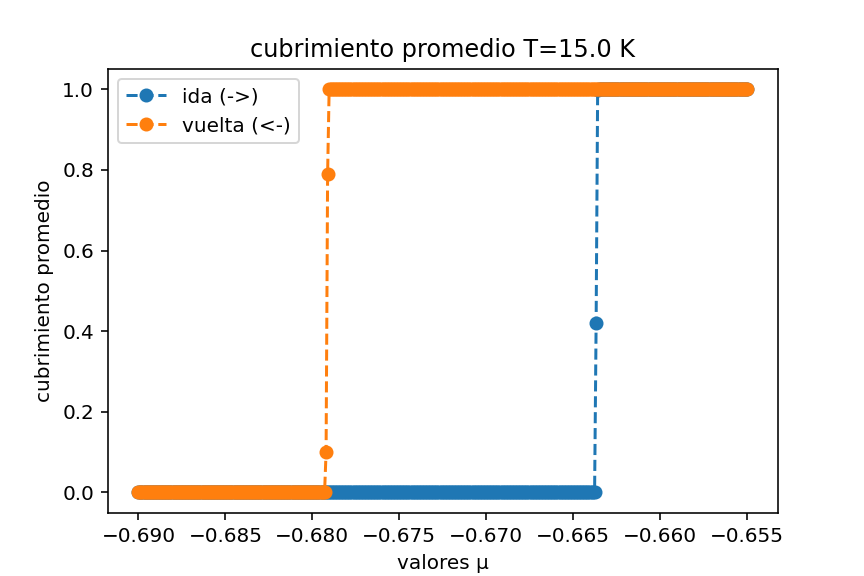 cubrimiento promedio T=15.0 K
ida (->)
vuelta (<-)
cubrimiento promedio
1.0
0.8
0.6
0.4
0.2
0.0
−0.690 −0.685 −0.680 −0.675 −0.670 −0.665 −0.660 −0.655
valores μ